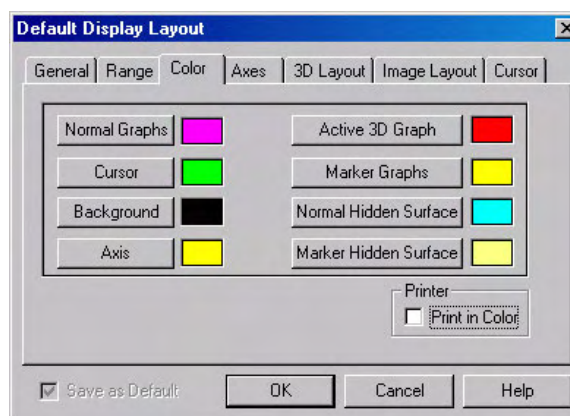 Default Display Layout
General Range Color Axes 3D Layout Image Layout Cursor
Normal Graphs Active 3D Graph
Cursor Marker Graphs
Background Normal Hidden Surface
Axis Marker Hidden Surface
Printer
Print in Color
Save as Default OK Cancel Help